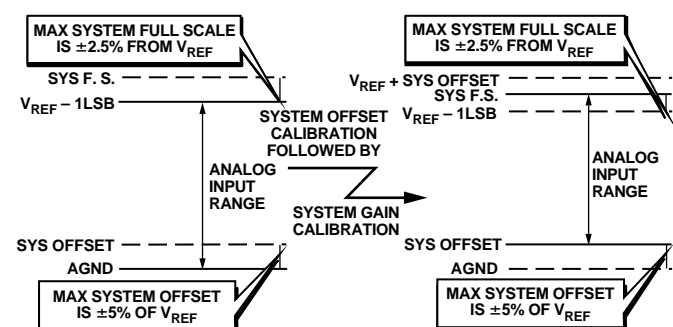 MAX SYSTEM FULL SCALE
IS ±2.5% FROM VREF
SYS F. S.
VREF – 1LSB
ANALOG
INPUT
RANGE
SYS OFFSET
AGND
MAX SYSTEM OFFSET
IS ±5% OF VREF
SYSTEM OFFSET
CALIBRATION
FOLLOWED BY
SYSTEM GAIN
CALIBRATION
MAX SYSTEM FULL SCALE
IS ±2.5% FROM VREF
VREF + SYS OFFSET
SYS F.S.
VREF – 1LSB
ANALOG
INPUT
RANGE
SYS OFFSET
AGND
MAX SYSTEM OFFSET
IS ±5% OF VREF